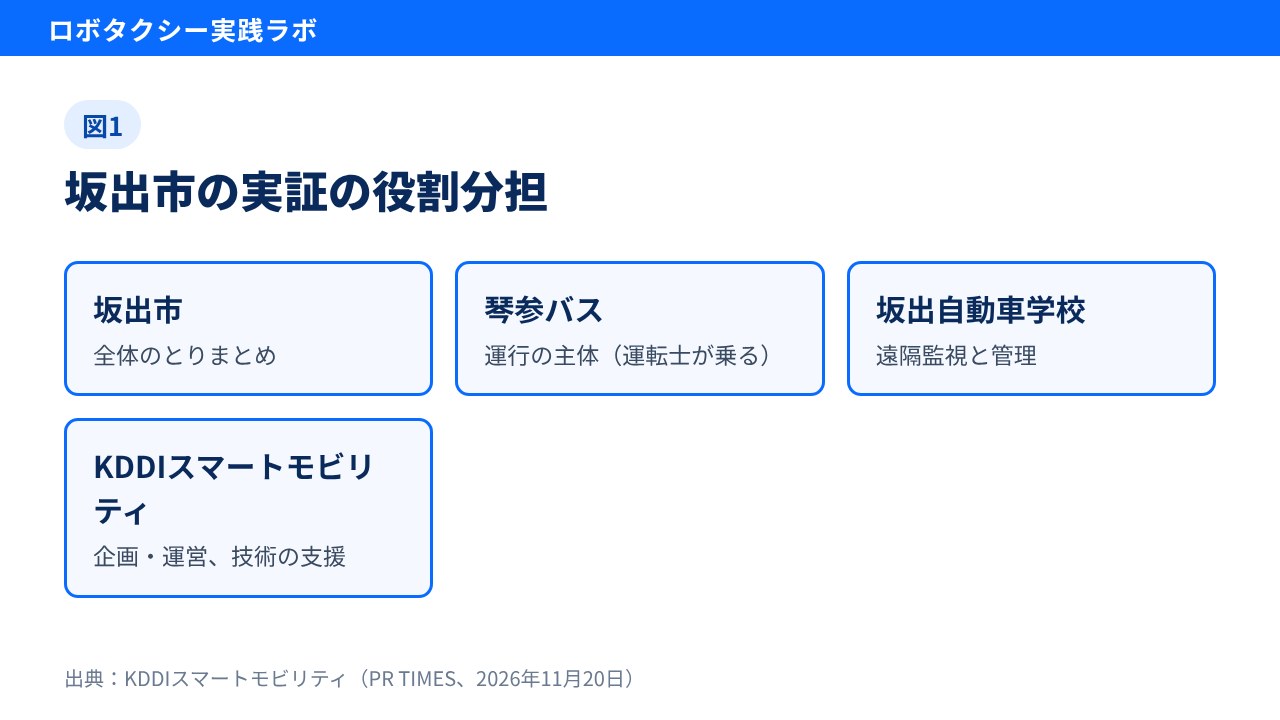 ロボタクシー実践ラボ
図1
坂出市の実証の役割分担
坂出市
全体のとりまとめ
琴参バス
運行の主体（運転士が乗る）
坂出自動車学校
遠隔監視と管理
KDDIスマートモビリ
ティ
企画・運営、技術の支援
出典：KDDIスマートモビリティ（PR TIMES、2026年11月20日）